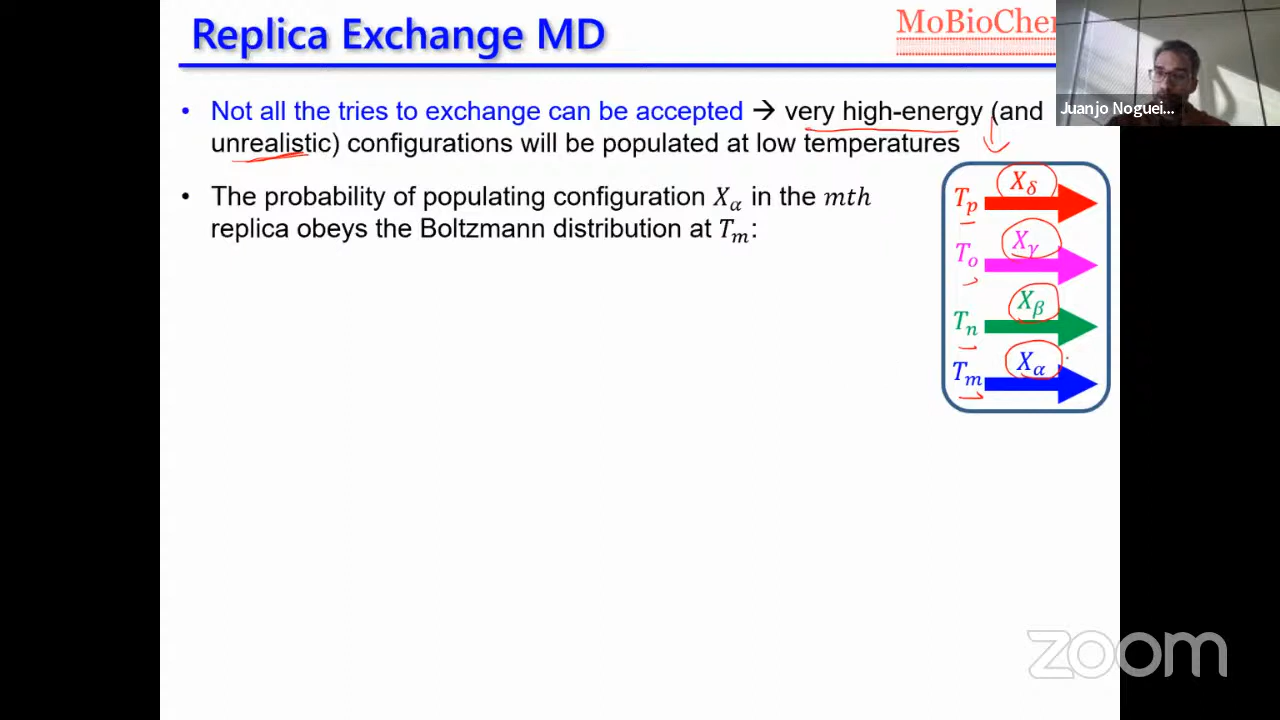 Replica Exchange MD
MoBioChe
Juanjo Noguei...
• Not all the tries to exchange can be accepted → very high-energy (and
unrealistic) configurations will be populated at low temperatures
• The probability of populating configuration X_α in the mth
replica obeys the Boltzmann distribution at T_m:
T_p X_δ
T_o X_γ
T_n X_β
T_m X_α
zoom